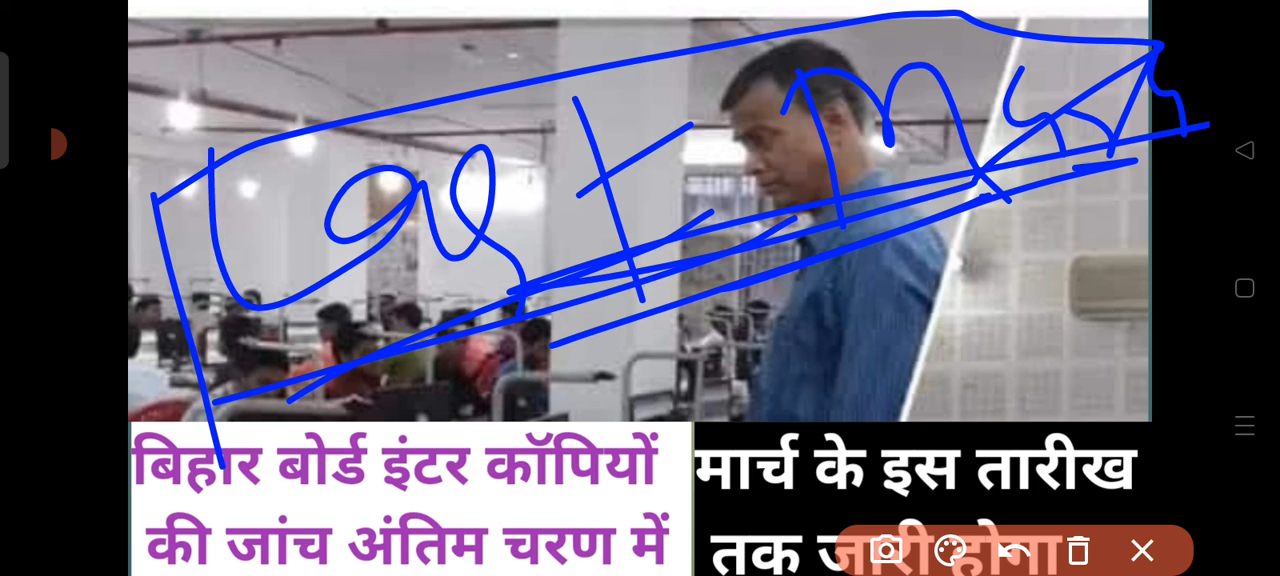 बिहार बोर्ड इंटर कॉपियों
की जांच अंतिम चरण में
मार्च के इस तारीख
तक जारी होगा